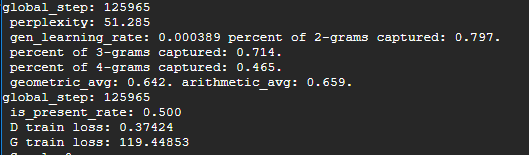 global_step: 125965
perplexity: 51.285
gen_learning_rate: 0.000389 percent of 2-grams captured: 0.797.
percent of 3-grams captured: 0.714.
percent of 4-grams captured: 0.465.
geometric_avg: 0.642. arithmetic_avg: 0.659.
global_step: 125965
is_present_rate: 0.500
D train loss: 0.37424
G train loss: 119.44853